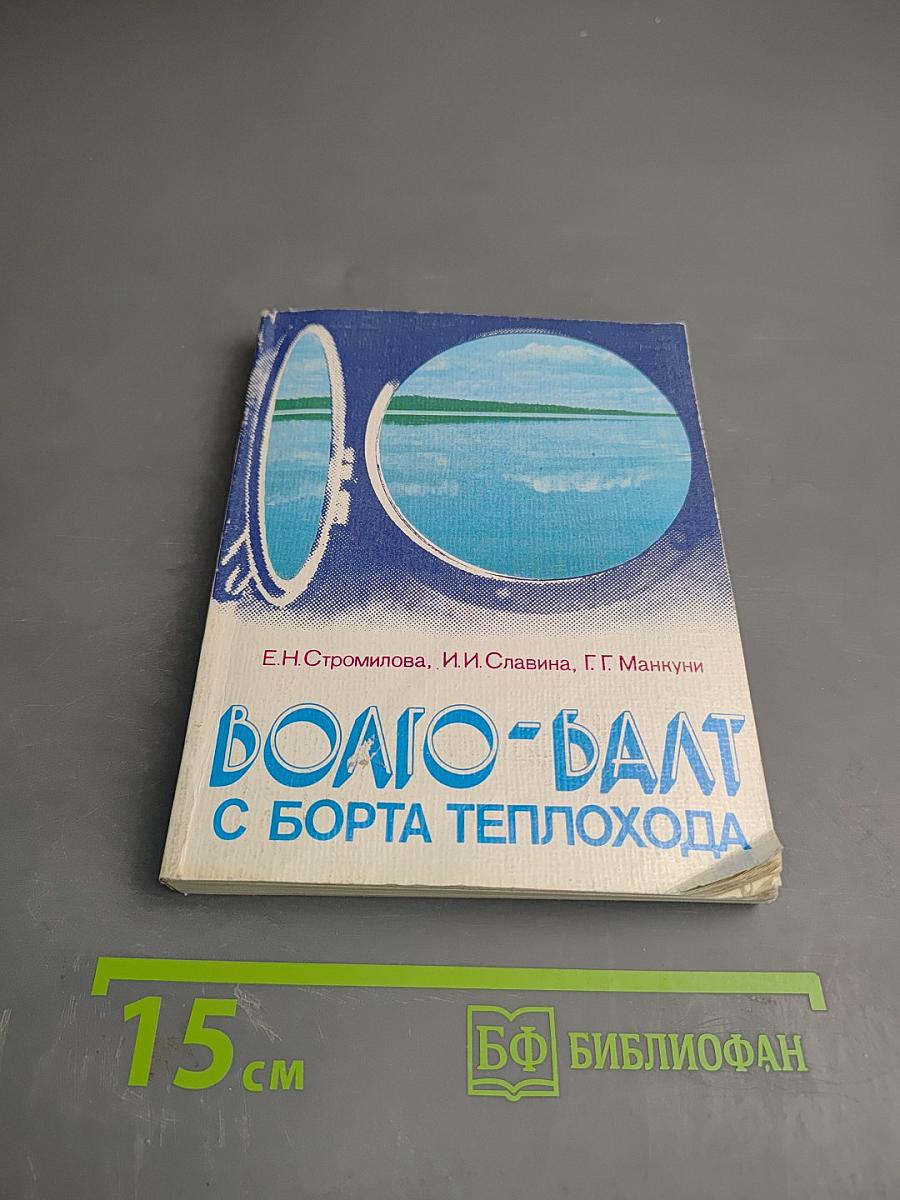 Е.Н.Стромилова, И.И.Славина, Г.Г.Манкуни
ВОЛГО-БАЛТ
С БОРТА ТЕПЛОХОДА
15 см
БФ БИБЛИОФАН